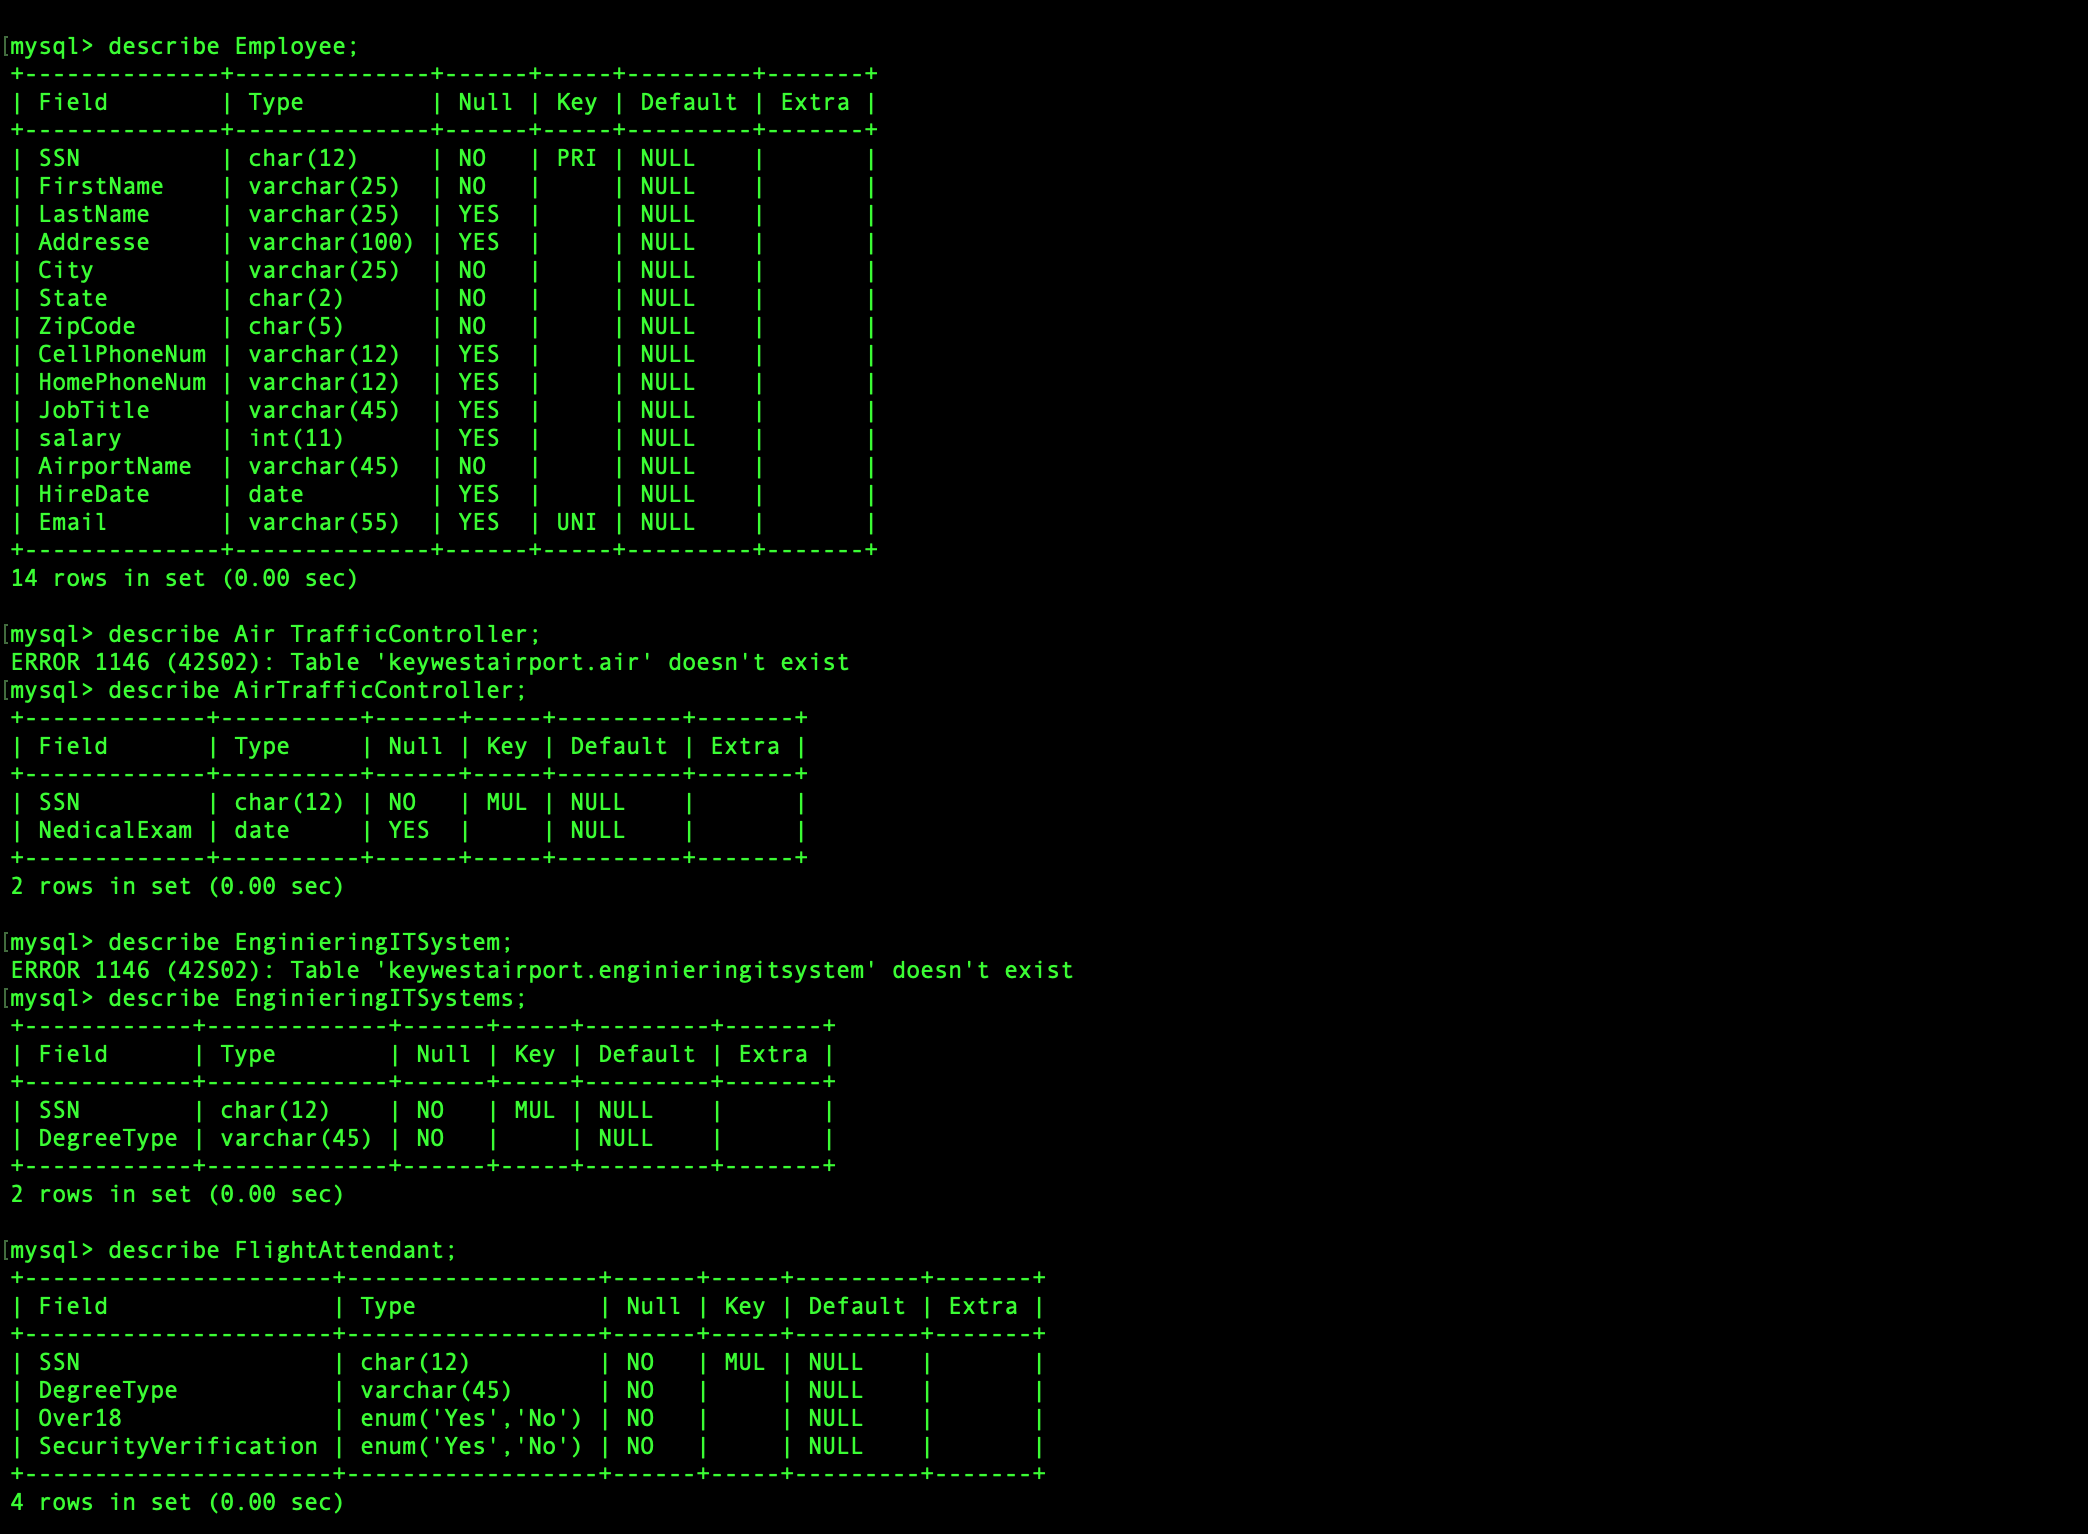 [mysql> describe Employee;
+--------------+--------------+------+-----+---------+-------+
| Field        | Type         | Null | Key | Default | Extra |
+--------------+--------------+------+-----+---------+-------+
| SSN          | char(12)     | NO   | PRI | NULL    |       |
| FirstName    | varchar(25)  | NO   |     | NULL    |       |
| LastName     | varchar(25)  | YES  |     | NULL    |       |
| Addresse     | varchar(100) | YES  |     | NULL    |       |
| City         | varchar(25)  | NO   |     | NULL    |       |
| State        | char(2)      | NO   |     | NULL    |       |
| ZipCode      | char(5)      | NO   |     | NULL    |       |
| CellPhoneNum | varchar(12)  | YES  |     | NULL    |       |
| HomePhoneNum | varchar(12)  | YES  |     | NULL    |       |
| JobTitle     | varchar(45)  | YES  |     | NULL    |       |
| salary       | int(11)      | YES  |     | NULL    |       |
| AirportName  | varchar(45)  | NO   |     | NULL    |       |
| HireDate     | date         | YES  |     | NULL    |       |
| Email        | varchar(55)  | YES  | UNI | NULL    |       |
+--------------+--------------+------+-----+---------+-------+
14 rows in set (0.00 sec)

[mysql> describe Air TrafficController;
ERROR 1146 (42S02): Table 'keywestairport.air' doesn't exist
[mysql> describe AirTrafficController;
+-------------+----------+------+-----+---------+-------+
| Field       | Type     | Null | Key | Default | Extra |
+-------------+----------+------+-----+---------+-------+
| SSN         | char(12) | NO   | MUL | NULL    |       |
| NedicalExam | date     | YES  |     | NULL    |       |
+-------------+----------+------+-----+---------+-------+
2 rows in set (0.00 sec)

[mysql> describe EnginieringITSystem;
ERROR 1146 (42S02): Table 'keywestairport.enginieringitsystem' doesn't exist
[mysql> describe EnginieringITSystems;
+------------+-------------+------+-----+---------+-------+
| Field      | Type        | Null | Key | Default | Extra |
+------------+-------------+------+-----+---------+-------+
| SSN        | char(12)    | NO   | MUL | NULL    |       |
| DegreeType | varchar(45) | NO   |     | NULL    |       |
+------------+-------------+------+-----+---------+-------+
2 rows in set (0.00 sec)

[mysql> describe FlightAttendant;
+----------------------+------------------+------+-----+---------+-------+
| Field                | Type             | Null | Key | Default | Extra |
+----------------------+------------------+------+-----+---------+-------+
| SSN                  | char(12)         | NO   | MUL | NULL    |       |
| DegreeType           | varchar(45)      | NO   |     | NULL    |       |
| Over18               | enum('Yes','No') | NO   |     | NULL    |       |
| SecurityVerification | enum('Yes','No') | NO   |     | NULL    |       |
+----------------------+------------------+------+-----+---------+-------+
4 rows in set (0.00 sec)